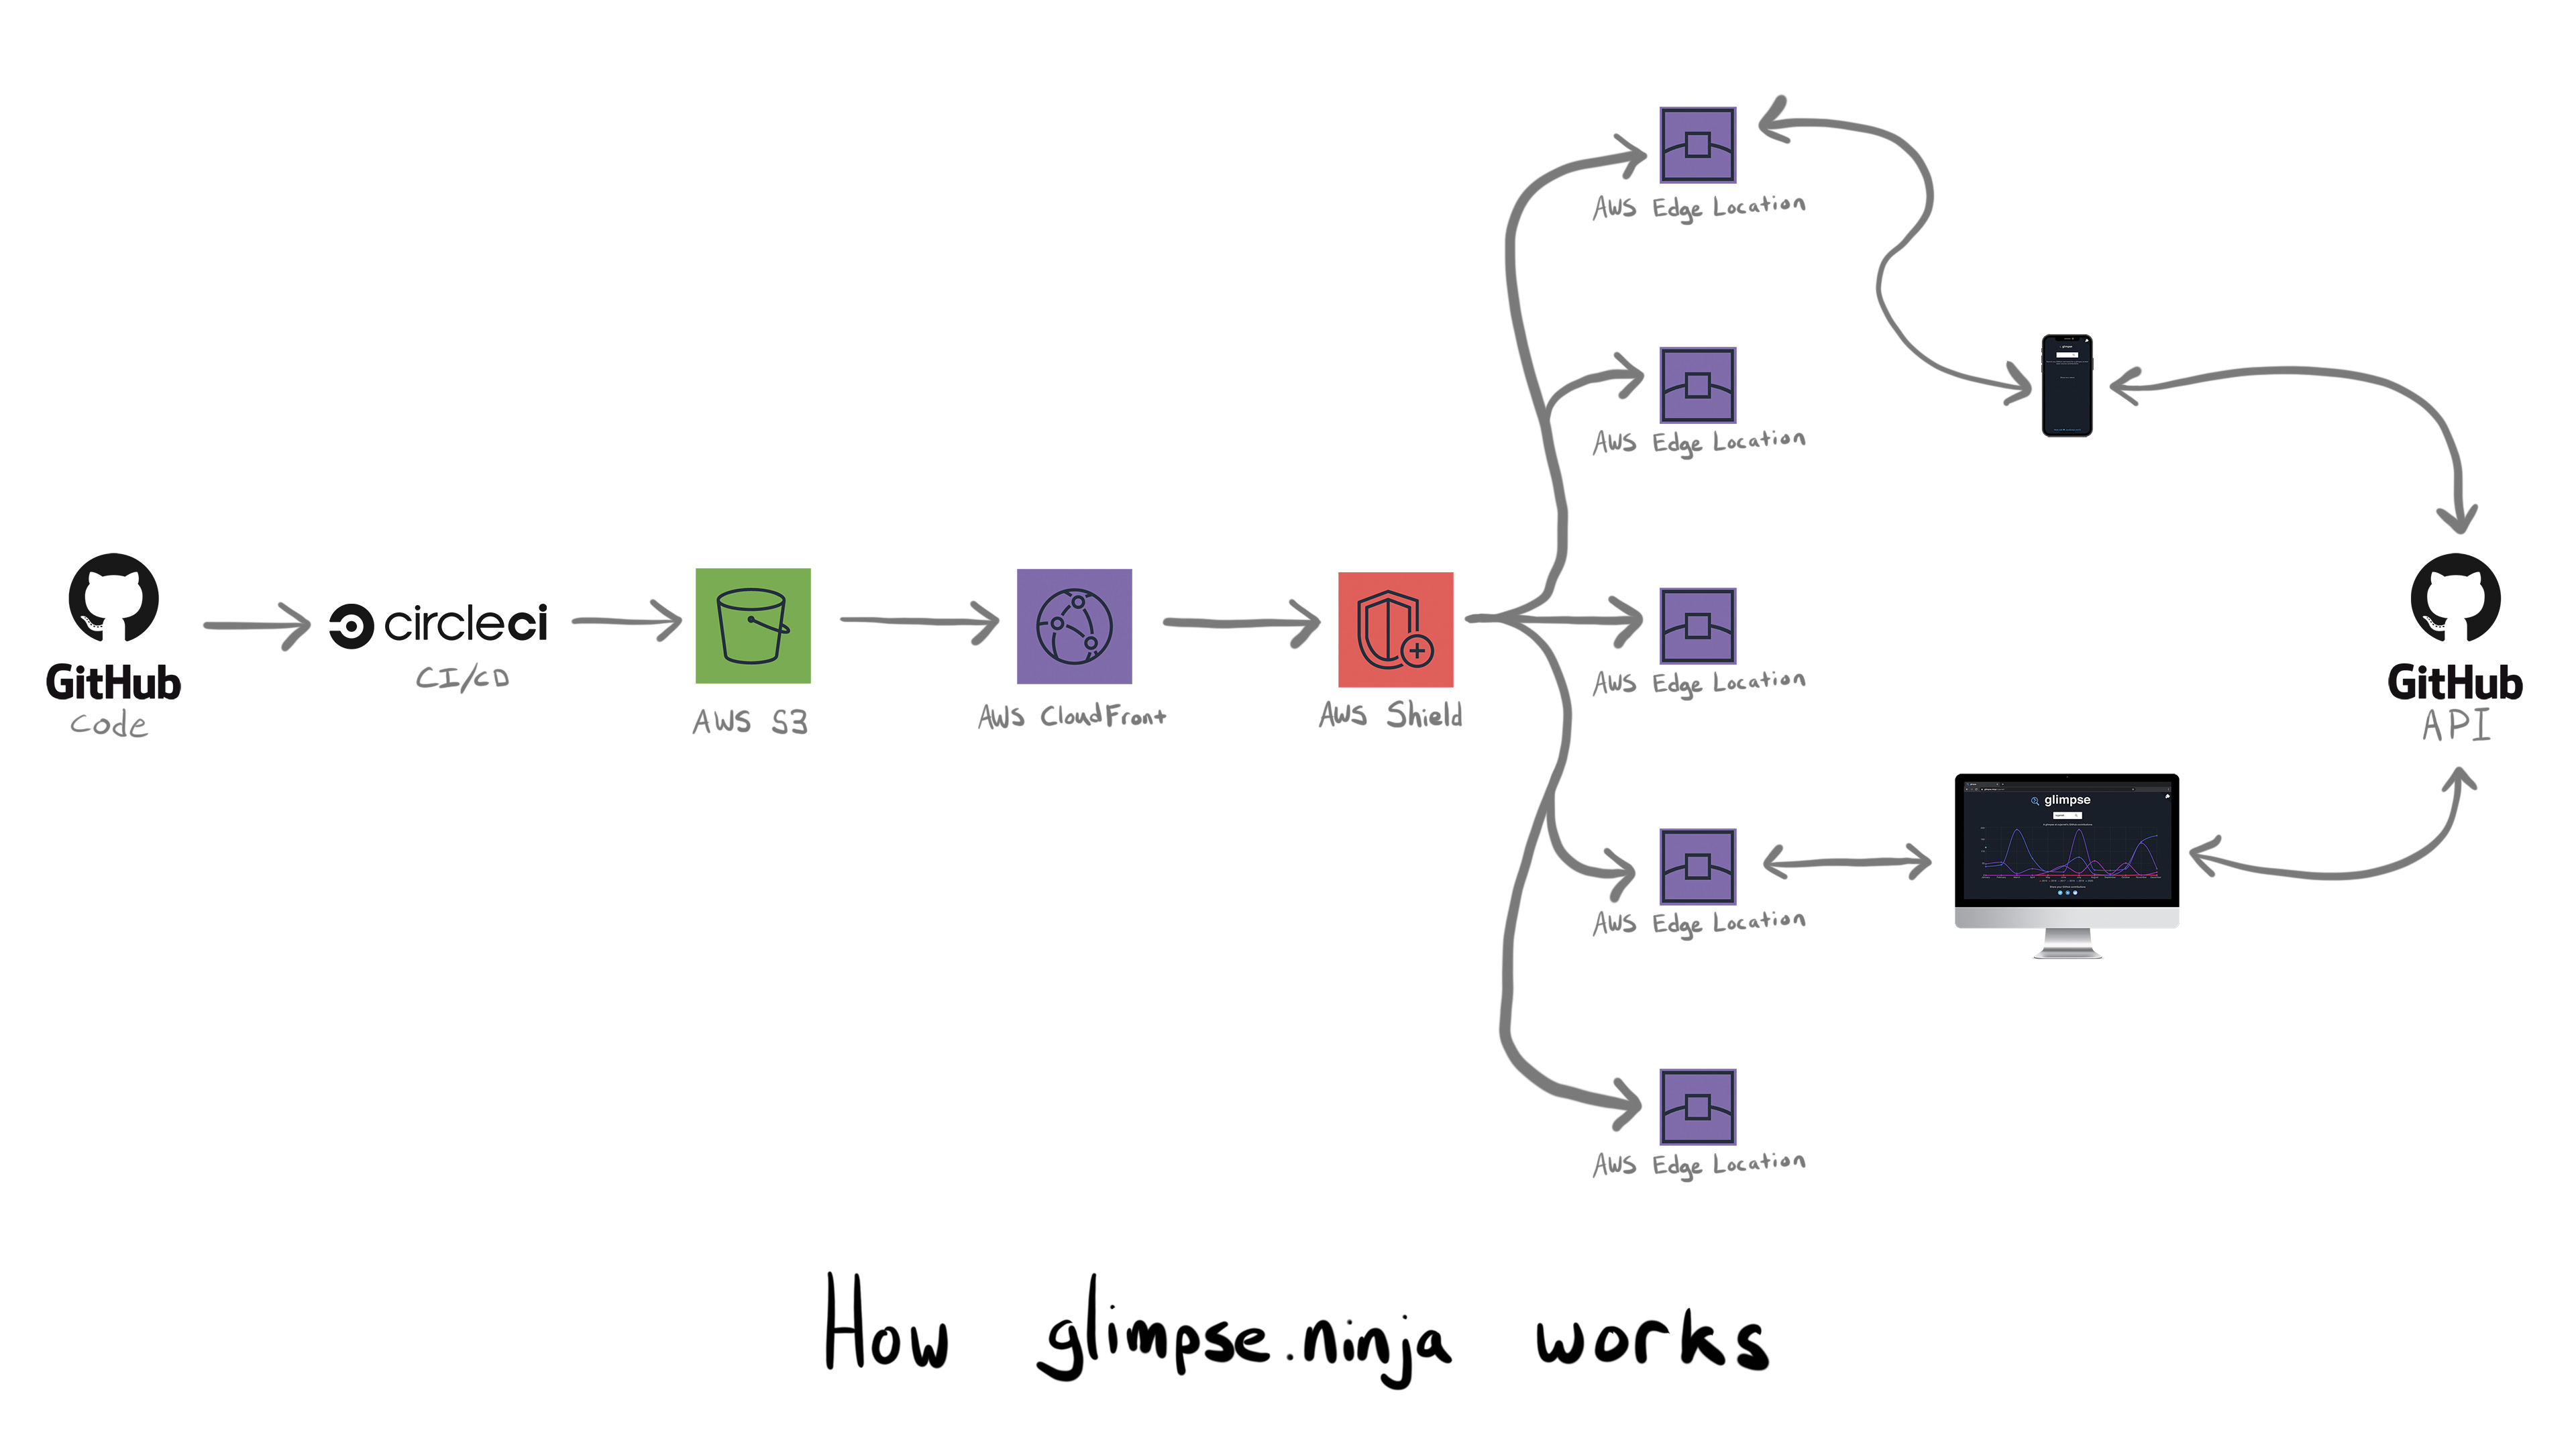 AWS Edge Location
AWS Edge Location
GitHub
Code
circleci
CI/CD
AWS S3
AWS CloudFront
AWS Shield
AWS Edge Location
GitHub
API
glimpse
glimpse
AWS Edge Location
AWS Edge Location
How glimpse.ninja works